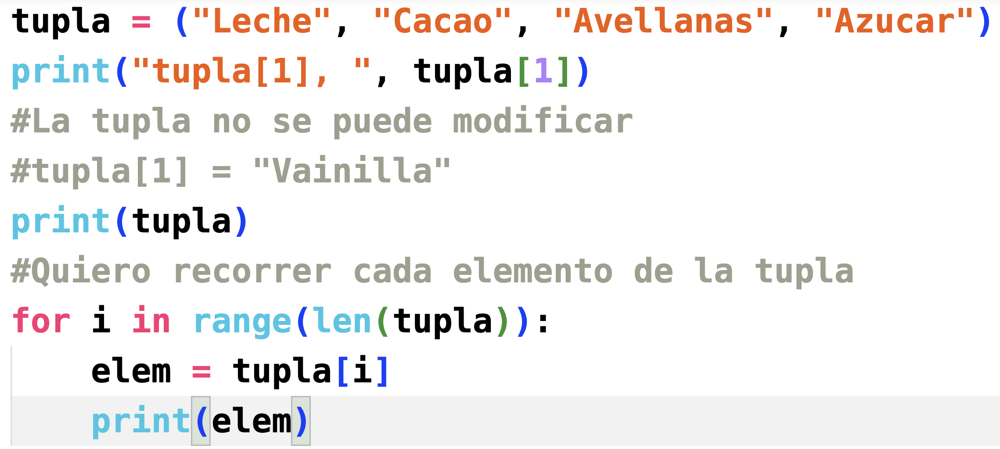 tupla = ("Leche", "Cacao", "Avellanas", "Azucar")
print("tupla[1], ", tupla[1])
#La tupla no se puede modificar
#tupla[1] = "Vainilla"
print(tupla)
#Quiero recorrer cada elemento de la tupla
for i in range(len(tupla)):
    elem = tupla[i]
    print(elem)